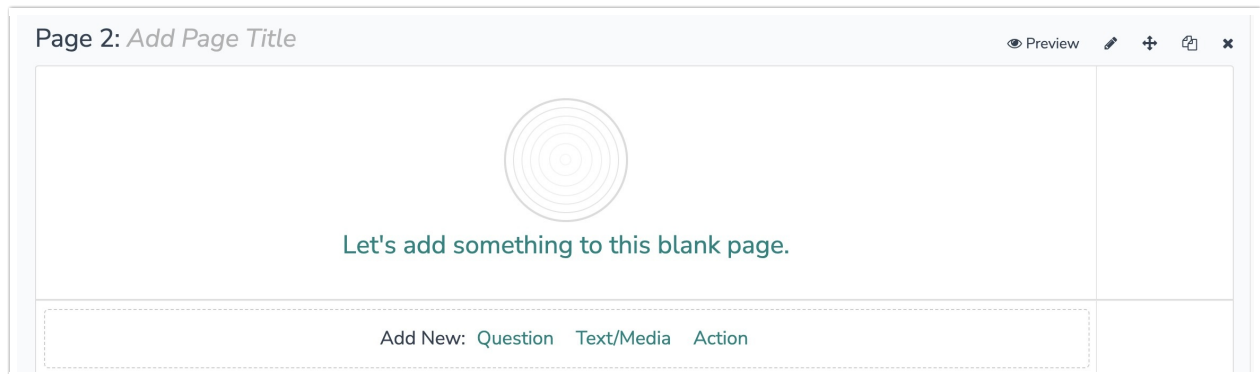 Page 2: Add Page Title
Preview
Let's add something to this blank page.
Add New: Question Text/Media Action